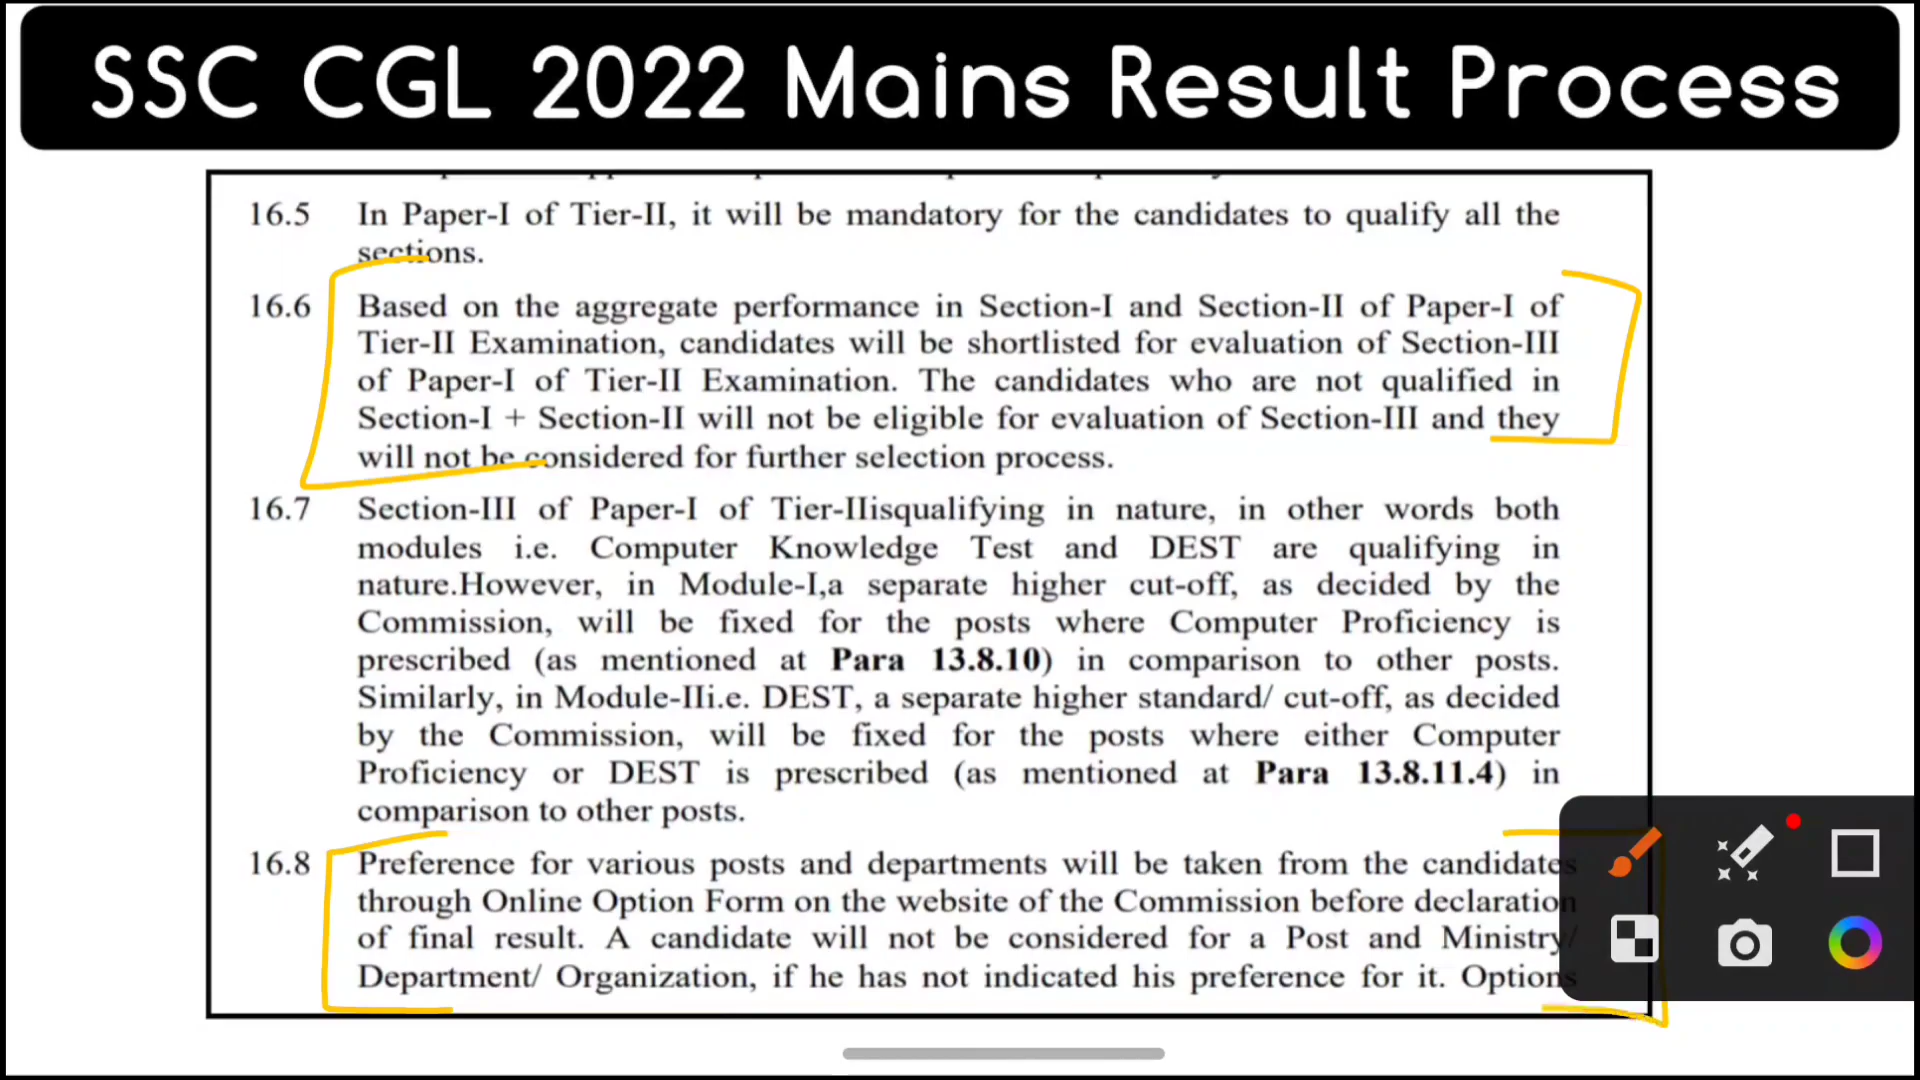 SSC CGL 2022 Mains Result Process
16.5 In Paper-I of Tier-II, it will be mandatory for the candidates to qualify all the
sections.
16.6 Based on the aggregate performance in Section-I and Section-II of Paper-I of
Tier-II Examination, candidates will be shortlisted for evaluation of Section-III
of Paper-I of Tier-II Examination. The candidates who are not qualified in
Section-I + Section-II will not be eligible for evaluation of Section-III and they
will not be considered for further selection process.
16.7 Section-III of Paper-I of Tier-IIisqualifying in nature, in other words both
modules i.e. Computer Knowledge Test and DEST are qualifying in
nature.However, in Module-I,a separate higher cut-off, as decided by the
Commission, will be fixed for the posts where Computer Proficiency is
prescribed (as mentioned at Para 13.8.10) in comparison to other posts.
Similarly, in Module-IIi.e. DEST, a separate higher standard/ cut-off, as decided
by the Commission, will be fixed for the posts where either Computer
Proficiency or DEST is prescribed (as mentioned at Para 13.8.11.4) in
comparison to other posts.
16.8 Preference for various posts and departments will be taken from the candidates
through Online Option Form on the website of the Commission before declaration
of final result. A candidate will not be considered for a Post and Ministry/
Department/ Organization, if he has not indicated his preference for it. Options